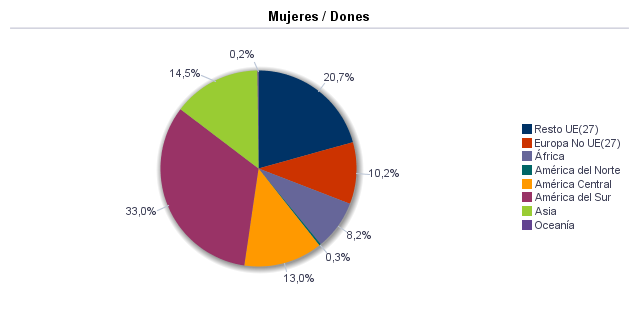 Mujeres / Dones
0,2%
14,5%
20,7%
10,2%
33,0%
8,2%
0,3%
13,0%
Resto UE(27)
Europa No UE(27)
África
América del Norte
América Central
América del Sur
Asia
Oceanía